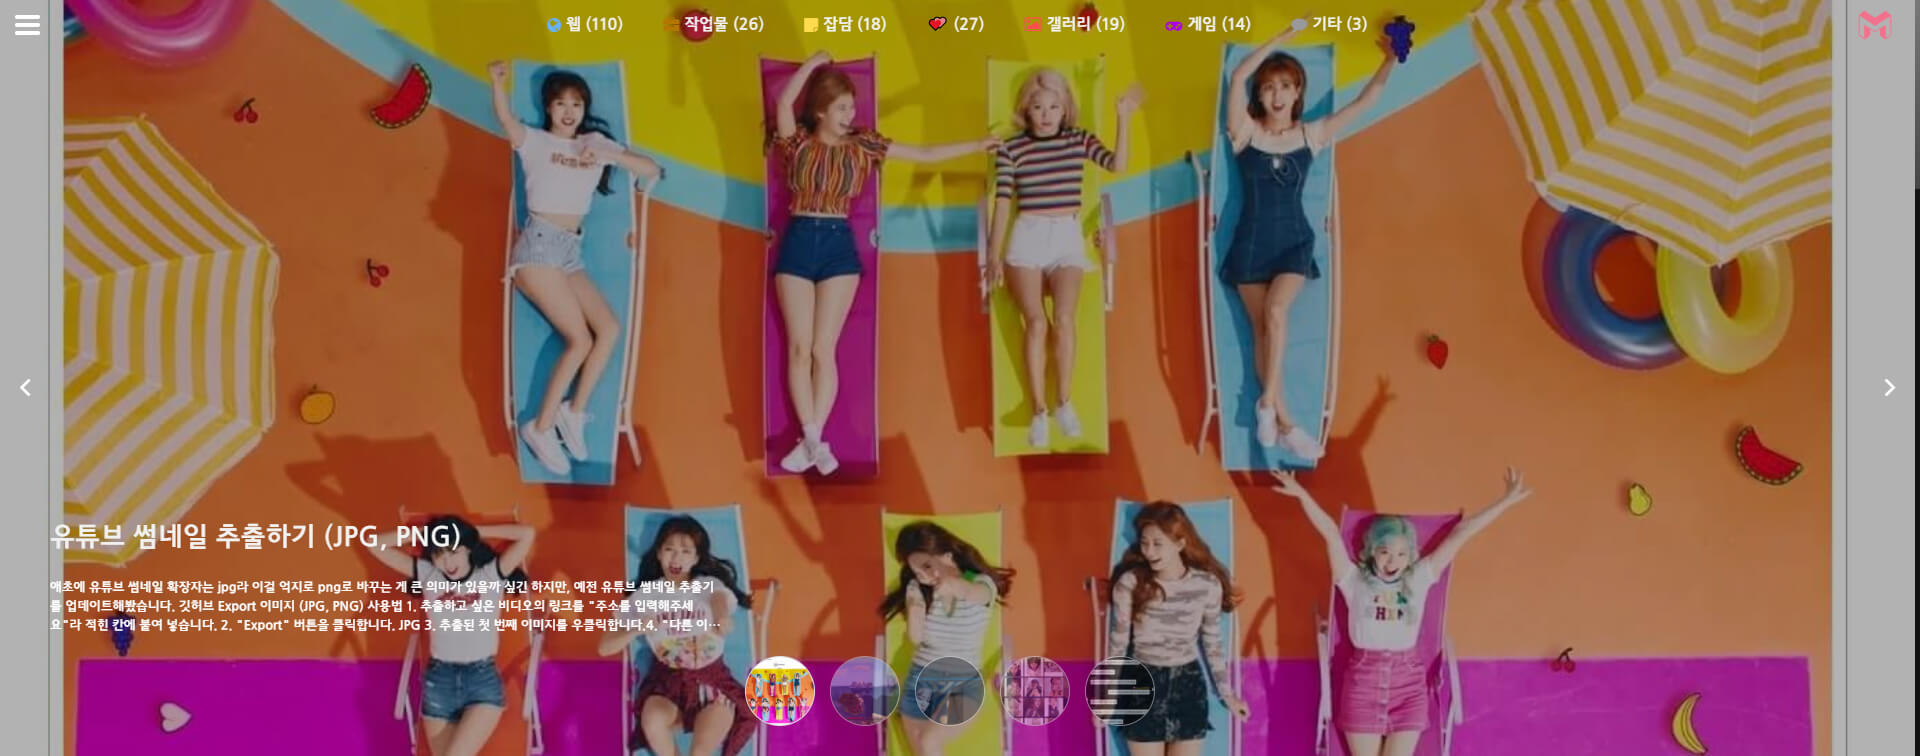 웹 (110) 작업물 (26) 잡담 (18) (27) 갤러리 (19) 게임 (14) 기타 (3)
유튜브 썸네일 추출하기 (JPG, PNG)
애초에 유튜브 썸네일 확장자는 jpg라 이걸 억지로 png로 바꾸는 게 큰 의미가 있을까 싶긴 하지만, 예전 유튜브 썸네일 추출기
를 업데이트해봤습니다. 깃허브 Export 이미지 (JPG, PNG) 사용법 1. 추출하고 싶은 비디오의 링크를 "주소를 입력해주세
요"라 적힌 칸에 붙여 넣습니다. 2. "Export" 버튼을 클릭합니다. JPG 3. 추출된 첫 번째 이미지를 우클릭합니다.4. "다른 이…